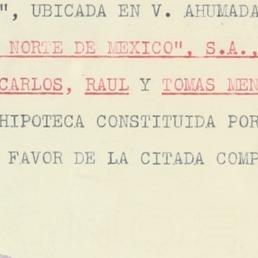 ", UBICADA EN V. AHUMADA
NORTE DE MEXICO", S.A.,
CARLOS, RAUL Y TOMAS MEN
HIPOTECA CONSTITUIDA POR
FAVOR DE LA CITADA COMP